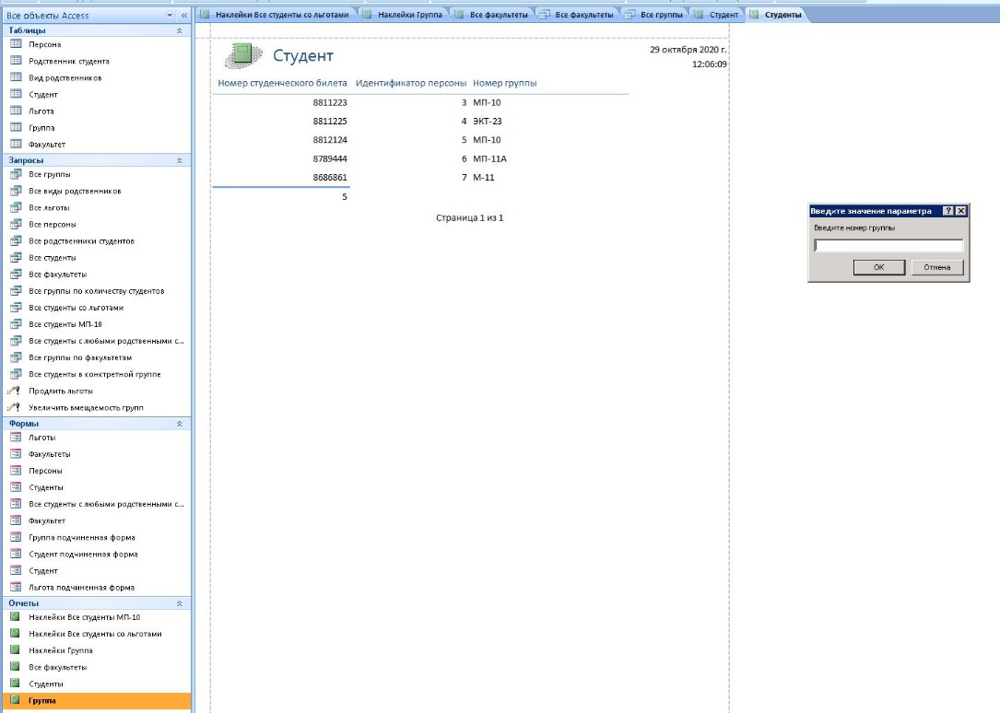 Все объекты Access
Таблицы
Персона
Родственник студента
Вид родственников
Студент
Льгота
Группа
Факультет
Запросы
Все группы
Все виды родственников
Все льготы
Все персоны
Все родственники студентов
Все студенты
Все факультеты
Все группы по количеству студентов
Все студенты со льготами
Все студенты МП-10
Все студенты с любыми родственными с...
Все группы по факультетам
Все студенты в конктретной группе
Продлить льготы
Увеличить вмещаемость групп
Формы
Льготы
Факультеты
Персоны
Студенты
Все студенты с любыми родственными с...
Факультет
Группа подчиненная форма
Студент подчиненная форма
Студент
Льгота подчиненная форма
Отчеты
Наклейки Все студенты МП-10
Наклейки Все студенты со льготами
Наклейки Группа
Все факультеты
Студенты
Группа
Наклейки Все студенты со льготами Наклейки Группа Все факультеты Все факультеты Все группы Студент Студенты
Студент
29 октября 2020 г.
12:06:09
Номер студенческого билета Идентификатор персоны Номер группы
8811223 3 МП-10
8811225 4 ЭКТ-23
8812124 5 МП-10
8789444 6 МП-11А
8686861 7 М-11
5
Страница 1 из 1
Введите значение параметра
Введите номер группы
ОК Отмена